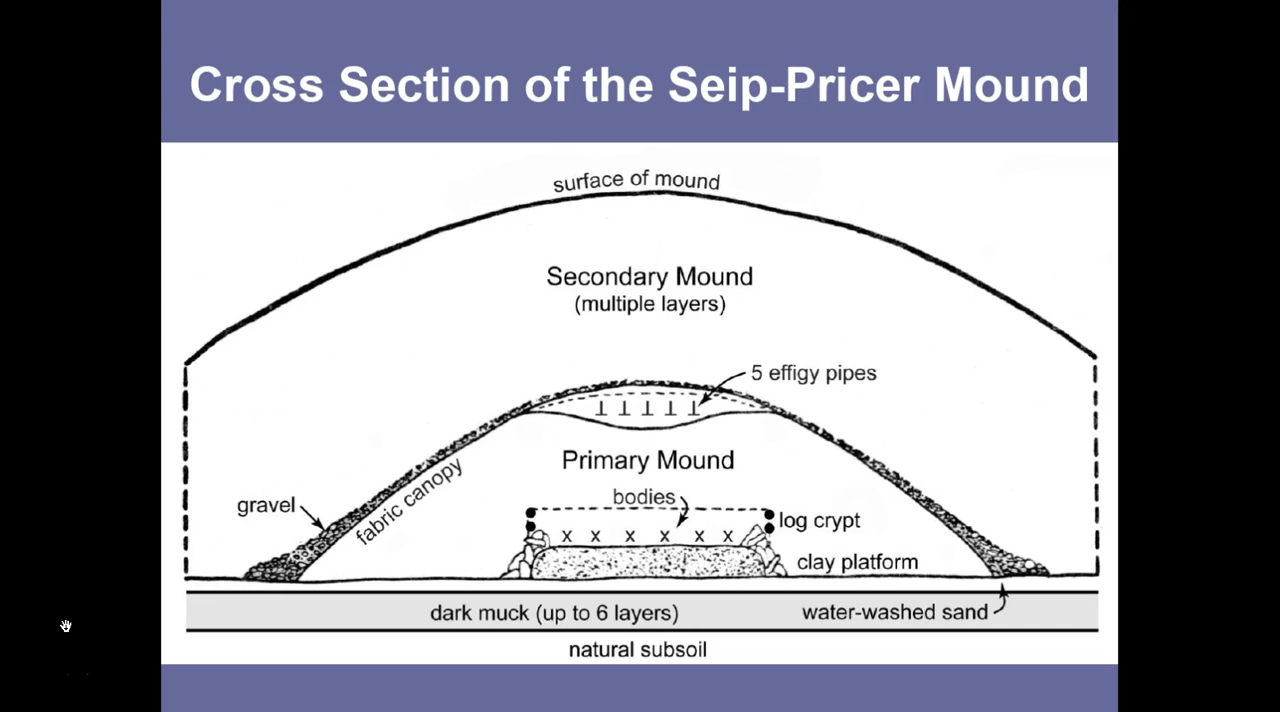 Cross Section of the Seip-Pricer Mound
surface of mound
Secondary Mound
(multiple layers)
5 effigy pipes
Primary Mound
fabric canopy
gravel
bodies
x x x x x x
log crypt
clay platform
dark muck (up to 6 layers)
water-washed sand
natural subsoil